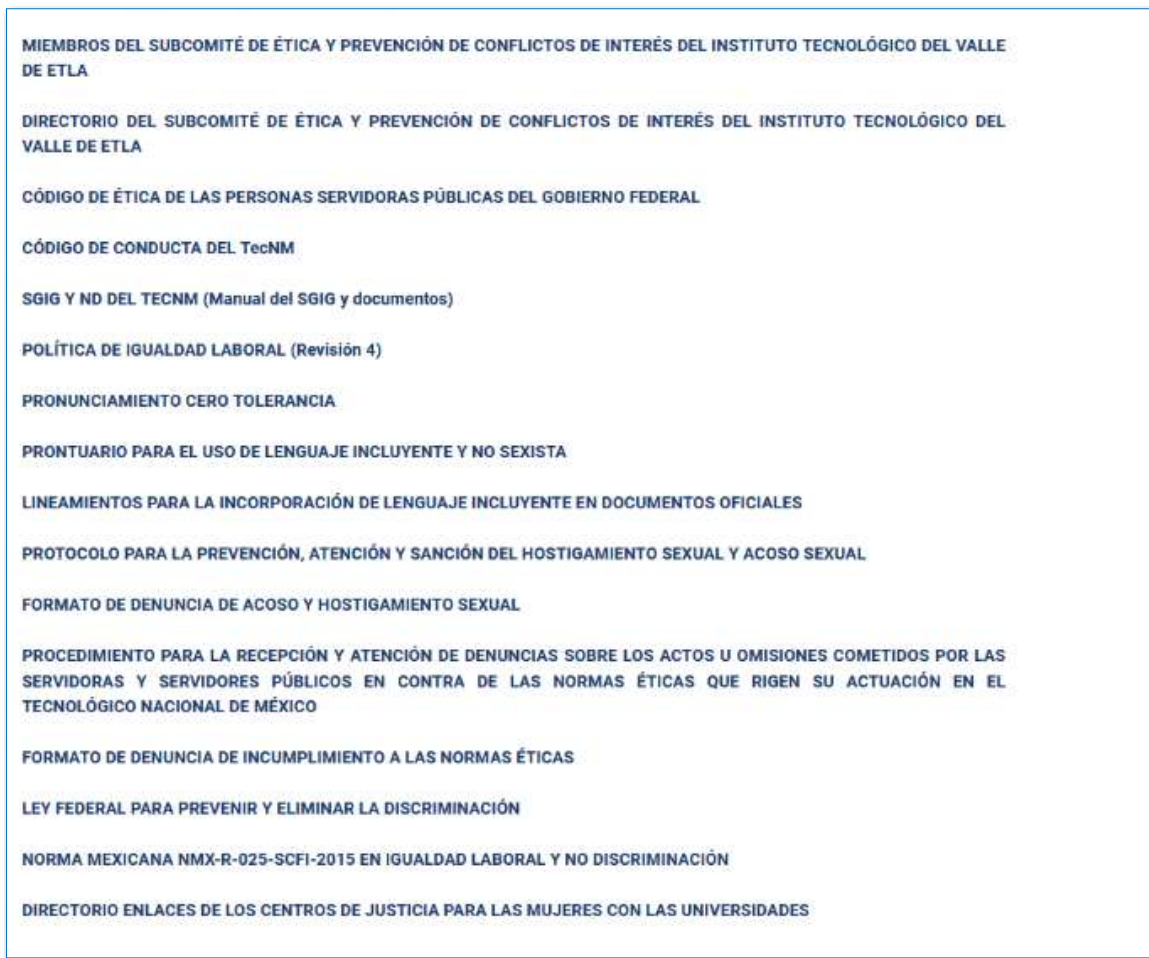 MIEMBROS DEL SUBCOMITÉ DE ÉTICA Y PREVENCIÓN DE CONFLICTOS DE INTERÉS DEL INSTITUTO TECNOLÓGICO DEL VALLE
DE ETLA
DIRECTORIO DEL SUBCOMITÉ DE ÉTICA Y PREVENCIÓN DE CONFLICTOS DE INTERÉS DEL INSTITUTO TECNOLÓGICO DEL
VALLE DE ETLA
CÓDIGO DE ÉTICA DE LAS PERSONAS SERVIDORAS PÚBLICAS DEL GOBIERNO FEDERAL
CÓDIGO DE CONDUCTA DEL TecNM
SGIG Y ND DEL TECNM (Manual del SGIG y documentos)
POLÍTICA DE IGUALDAD LABORAL (Revisión 4)
PRONUNCIAMIENTO CERO TOLERANCIA
PRONTUARIO PARA EL USO DE LENGUAJE INCLUYENTE Y NO SEXISTA
LINEAMIENTOS PARA LA INCORPORACIÓN DE LENGUAJE INCLUYENTE EN DOCUMENTOS OFICIALES
PROTOCOLO PARA LA PREVENCIÓN, ATENCIÓN Y SANCIÓN DEL HOSTIGAMIENTO SEXUAL Y ACOSO SEXUAL
FORMATO DE DENUNCIA DE ACOSO Y HOSTIGAMIENTO SEXUAL
PROCEDIMIENTO PARA LA RECEPCIÓN Y ATENCIÓN DE DENUNCIAS SOBRE LOS ACTOS U OMISIONES COMETIDOS POR LAS
SERVIDORAS Y SERVIDORES PÚBLICOS EN CONTRA DE LAS NORMAS ÉTICAS QUE RIGEN SU ACTUACIÓN EN EL
TECNOLÓGICO NACIONAL DE MÉXICO
FORMATO DE DENUNCIA DE INCUMPLIMIENTO A LAS NORMAS ÉTICAS
LEY FEDERAL PARA PREVENIR Y ELIMINAR LA DISCRIMINACIÓN
NORMA MEXICANA NMX-R-025-SCFI-2015 EN IGUALDAD LABORAL Y NO DISCRIMINACIÓN
DIRECTORIO ENLACES DE LOS CENTROS DE JUSTICIA PARA LAS MUJERES CON LAS UNIVERSIDADES